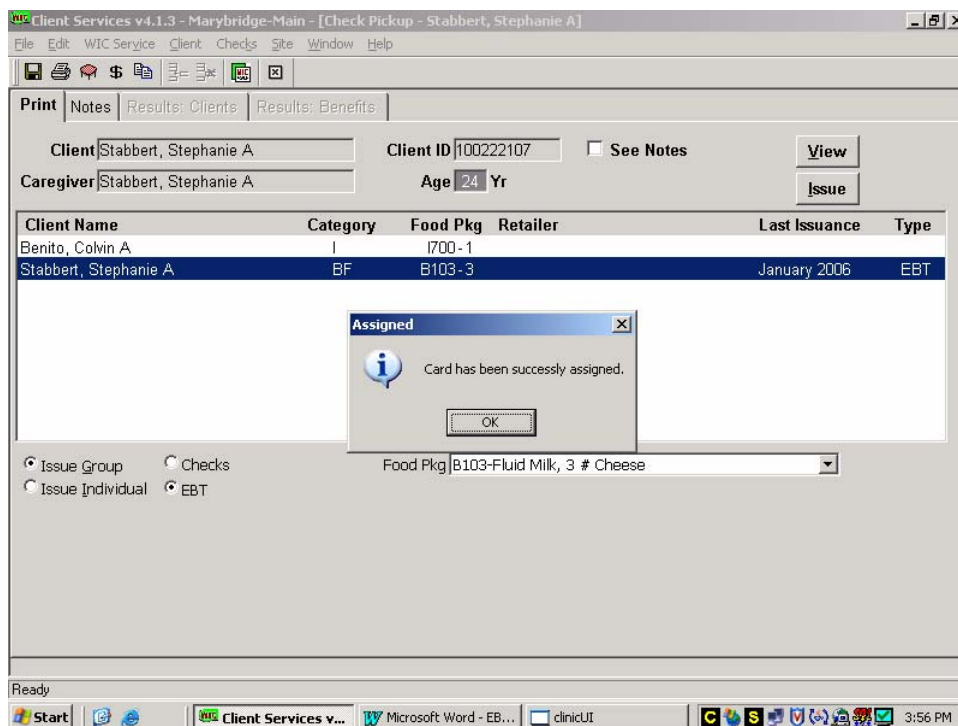 Client Services v4.1.3 - Marybridge-Main - [Check Pickup - Stabbert, Stephanie A]
File Edit WIC Service Client Checks Site Window Help
Print Notes Results: Clients Results: Benefits
Client Stabbert, Stephanie A Client ID 100222107 See Notes View
Caregiver Stabbert, Stephanie A Age 24 Yr Issue
Client Name Category Food Pkg Retailer Last Issuance Type
Benito, Colvin A I I700-1
Stabbert, Stephanie A BF B103-3 January 2006 EBT
Assigned
Card has been successly assigned.
OK
Issue Group Checks Food Pkg B103-Fluid Milk, 3 # Cheese
Issue Individual EBT
Ready
Start Client Services v... Microsoft Word - EB... clinicUI 3:56 PM